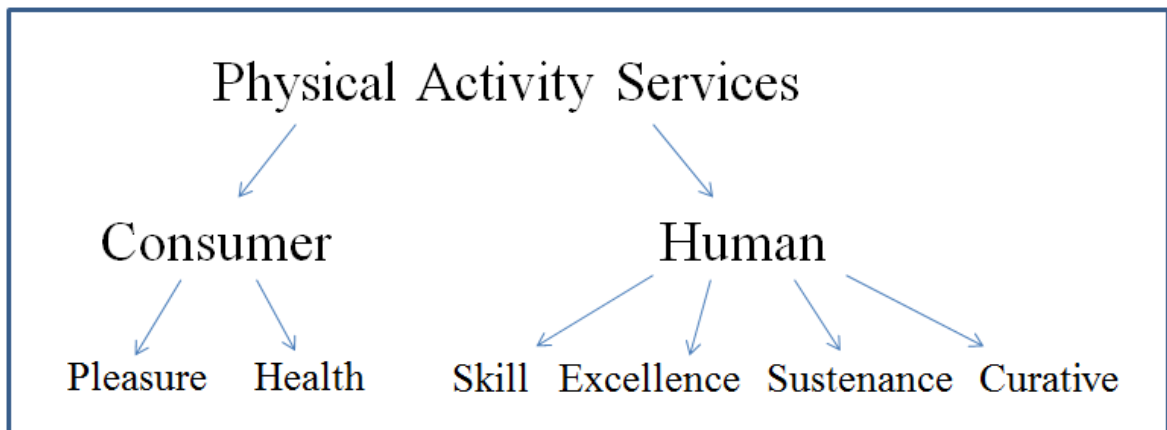 Physical Activity Services
Consumer Human
Pleasure Health Skill Excellence Sustenance Curative